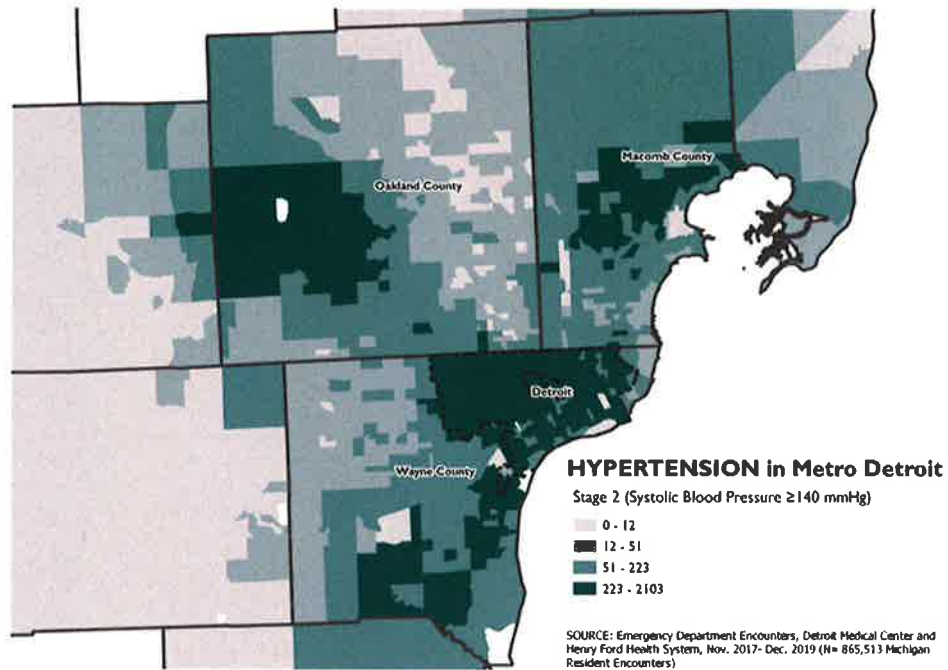 Macomb County
Oakland County
Detroit
Wayne County
HYPERTENSION in Metro Detroit
Stage 2 (Systolic Blood Pressure ≥140 mmHg)
0 - 12
12 - 51
51 - 223
223 - 2103
SOURCE: Emergency Department Encounters, Detroit Medical Center and
Henry Ford Health System, Nov. 2017- Dec. 2019 (N= 865,513 Michigan
Resident Encounters)